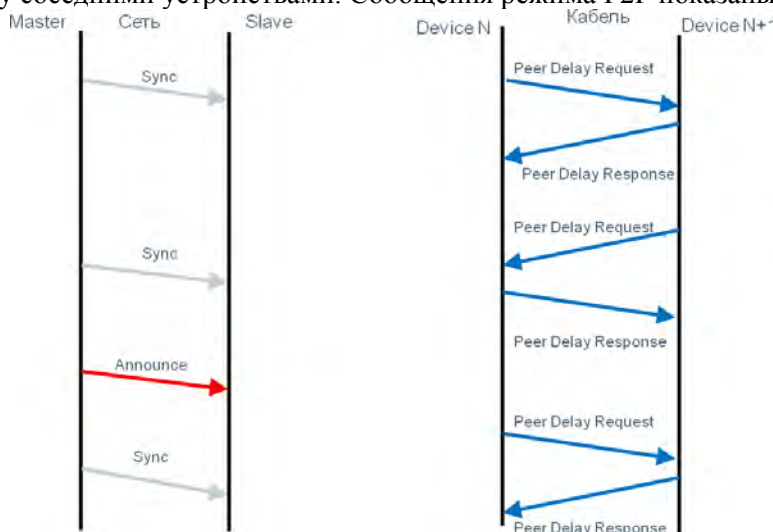 у соседними устройствами. Сообщения режима P2P показаны
Master Сеть Slave
Device N Кабель Device N+1
Sync
Sync
Announce
Sync
Peer Delay Request
Peer Delay Response
Peer Delay Request
Peer Delay Response
Peer Delay Request
Peer Delay Response